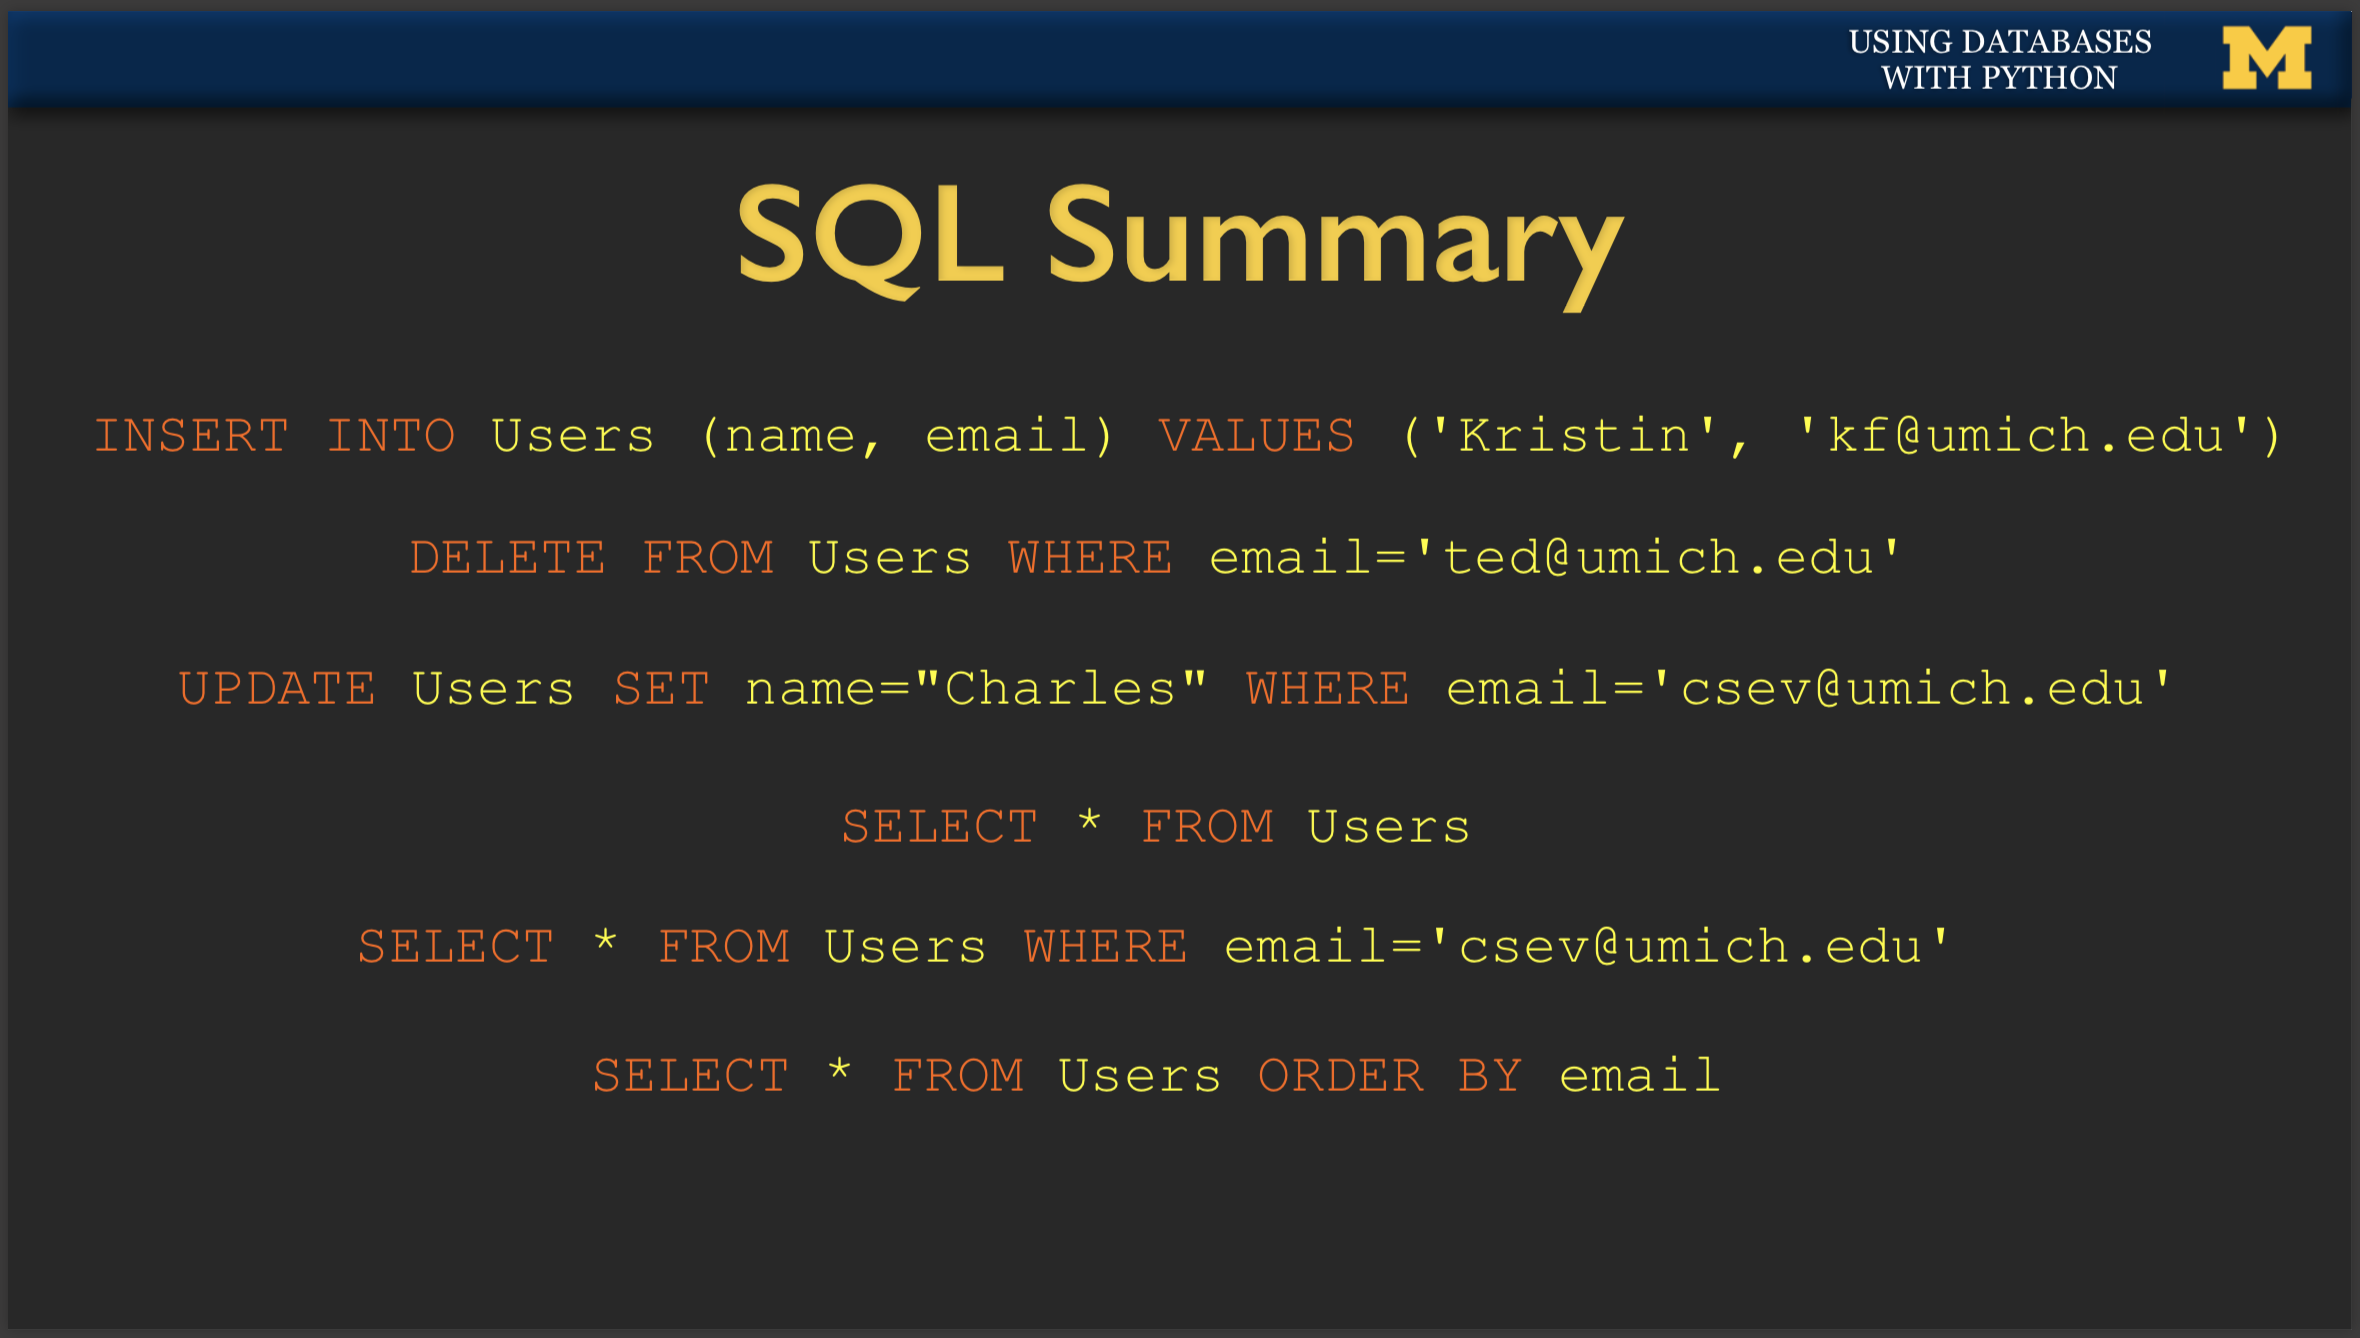 USING DATABASES
WITH PYTHON
M
SQL Summary
INSERT INTO Users (name, email) VALUES ('Kristin', 'kf@umich.edu')
DELETE FROM Users WHERE email='ted@umich.edu'
UPDATE Users SET name="Charles" WHERE email='csev@umich.edu'
SELECT * FROM Users
SELECT * FROM Users WHERE email='csev@umich.edu'
SELECT * FROM Users ORDER BY email